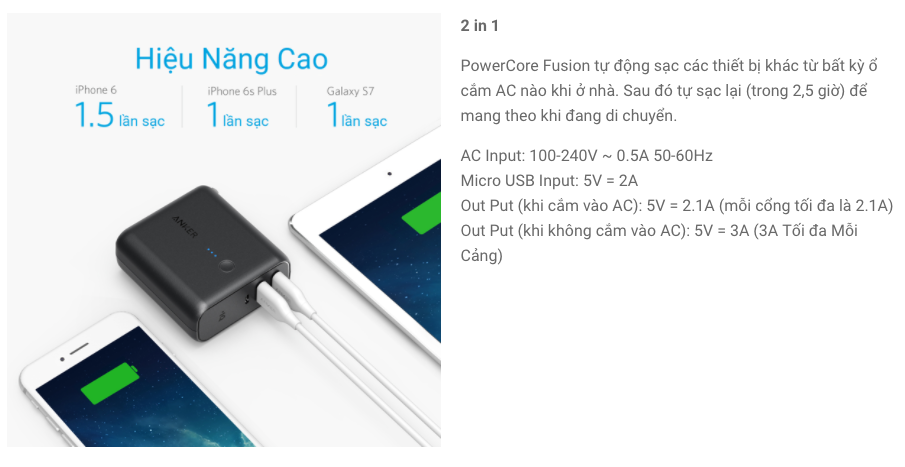 Hiệu Năng Cao
iPhone 6
1.5 lần sạc
iPhone 6s Plus
1 lần sạc
Galaxy S7
1 lần sạc
ANKER
2 in 1
PowerCore Fusion tự động sạc các thiết bị khác từ bất kỳ ổ
cắm AC nào khi ở nhà. Sau đó tự sạc lại (trong 2,5 giờ) để
mang theo khi đang di chuyển.
AC Input: 100-240V ~ 0.5A 50-60Hz
Micro USB Input: 5V = 2A
Out Put (khi cắm vào AC): 5V = 2.1A (mỗi cổng tối đa là 2.1A)
Out Put (khi không cắm vào AC): 5V = 3A (3A Tối đa Mỗi
Cảng)